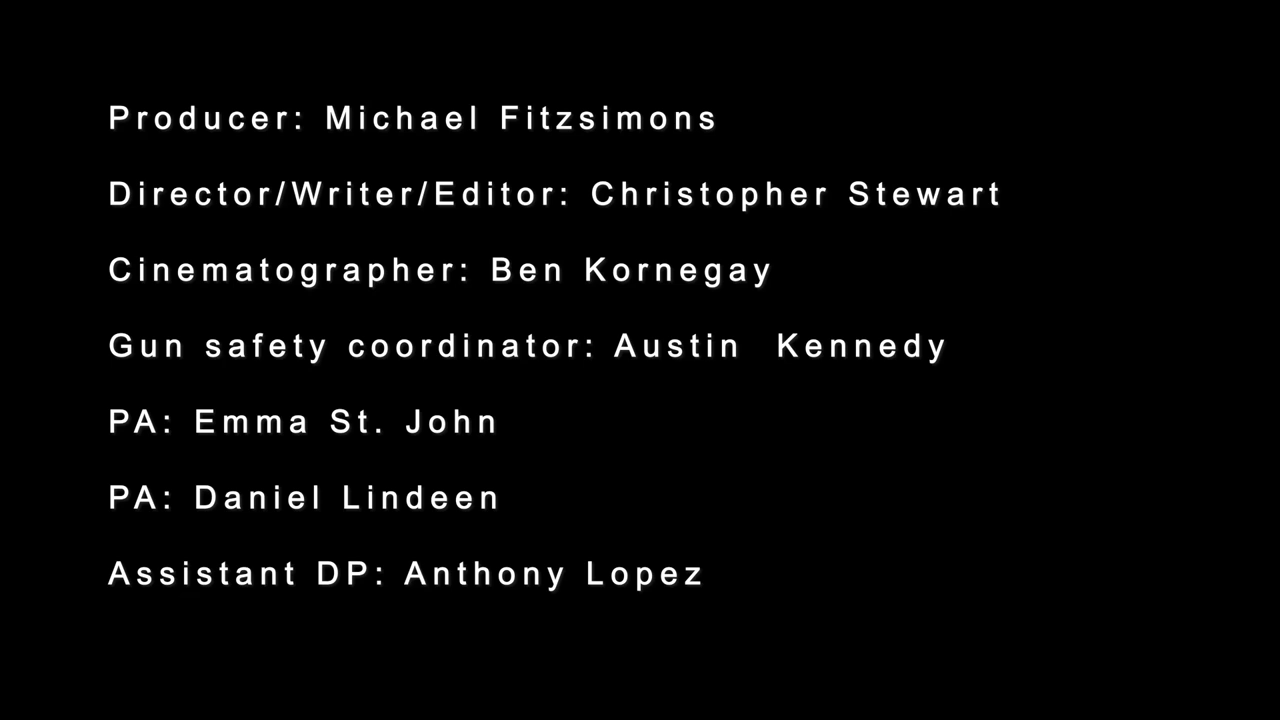 Producer: Michael Fitzsimons
Director/Writer/Editor: Christopher Stewart
Cinematographer: Ben Kornegay
Gun safety coordinator: Austin  Kennedy
PA: Emma St. John
PA: Daniel Lindeen
Assistant DP: Anthony Lopez